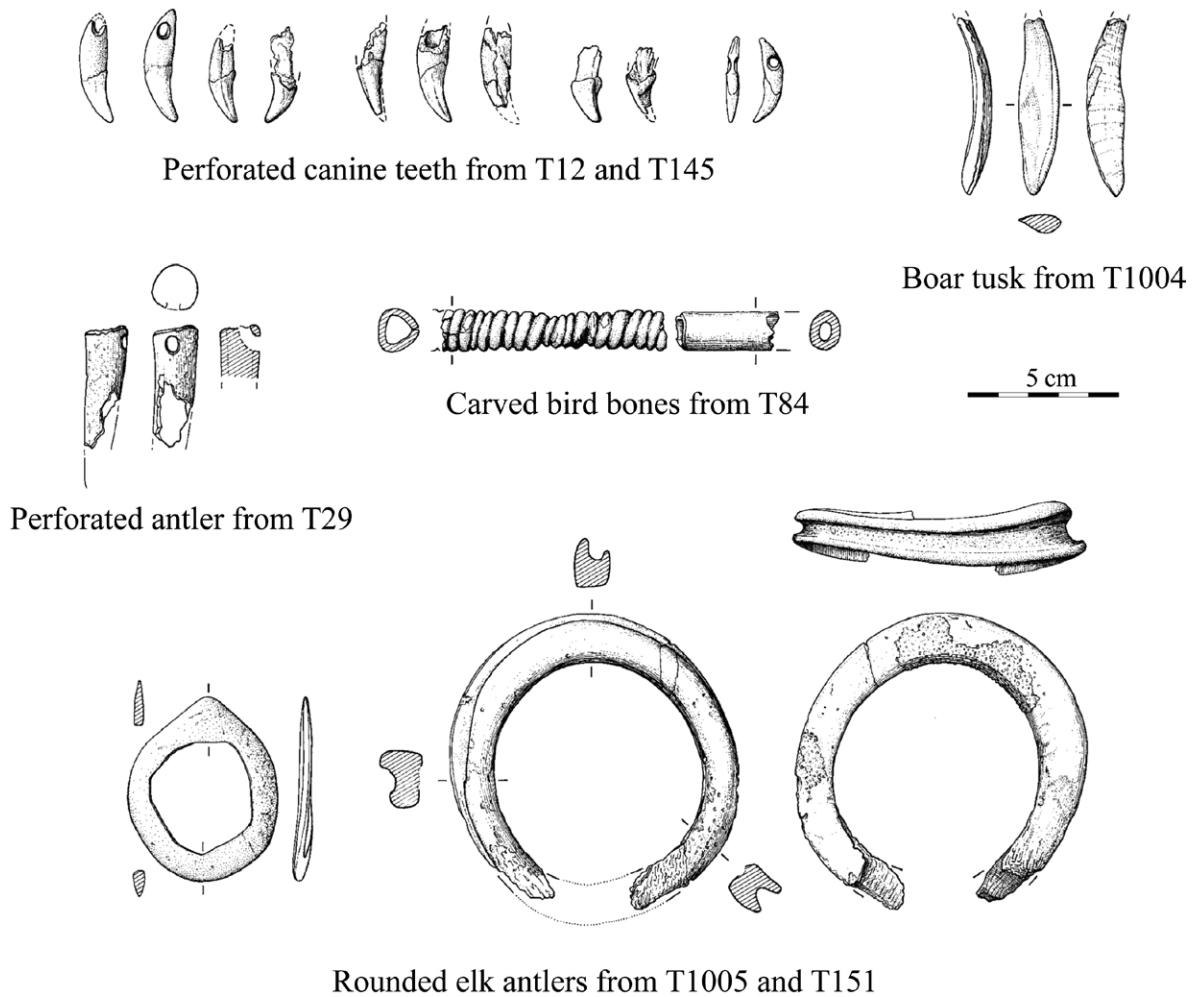 Perforated canine teeth from T12 and T145
Boar tusk from T1004
Carved bird bones from T84
5 cm
Perforated antler from T29
Rounded elk antlers from T1005 and T151